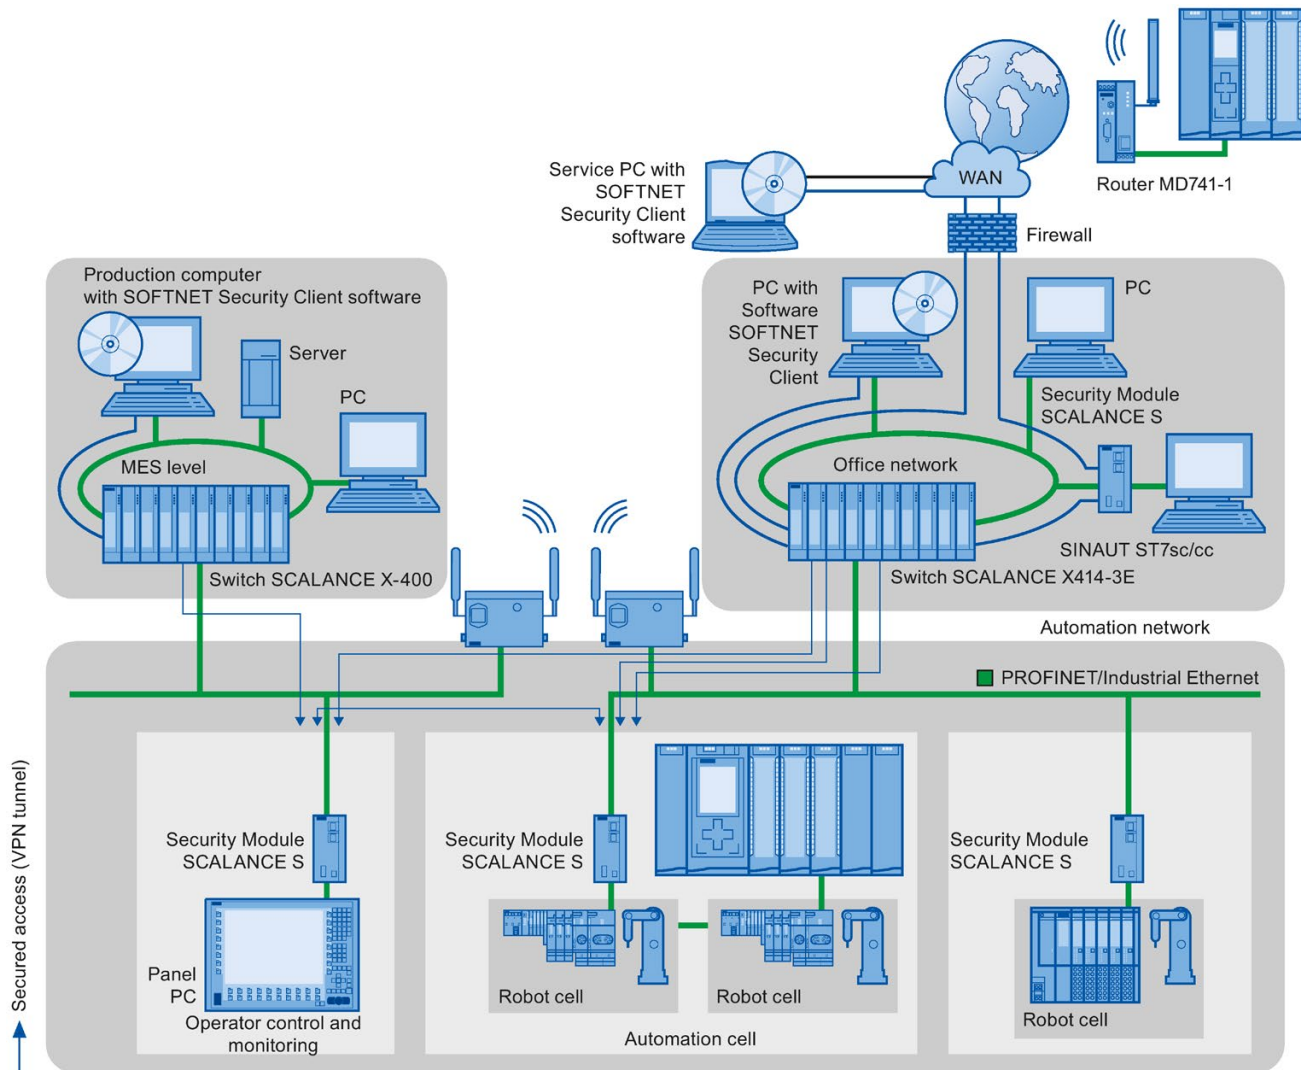 WAN
Router MD741-1
Service PC with
SOFTNET
Security Client
software
Firewall
Production computer
with SOFTNET Security Client software
Server
PC
MES level
Switch SCALANCE X-400
PC with
Software
SOFTNET
Security
Client
PC
Security Module
SCALANCE S
Office network
SINAUT ST7sc/cc
Switch SCALANCE X414-3E
Automation network
PROFINET/Industrial Ethernet
Secured access (VPN tunnel)
Security Module
SCALANCE S
Panel
PC
Operator control and
monitoring
Security Module
SCALANCE S
Robot cell
Robot cell
Automation cell
Security Module
SCALANCE S
Robot cell